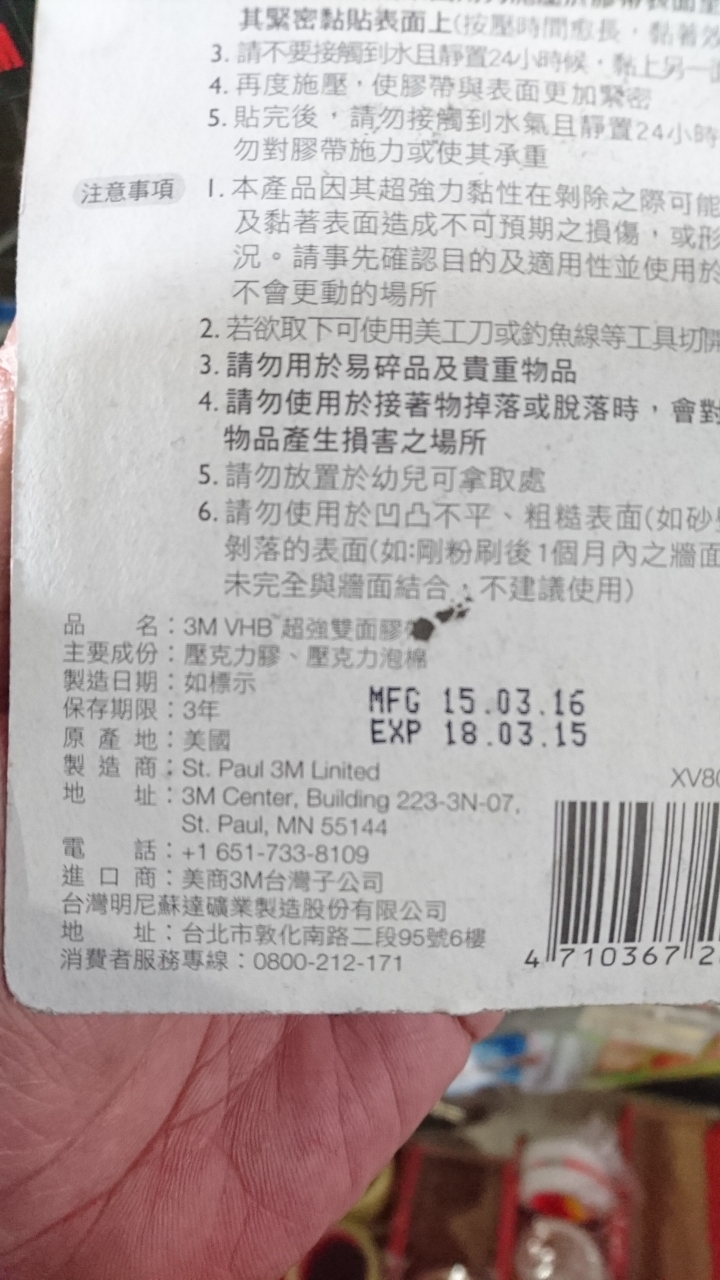 其緊密黏貼表面上(按壓時間愈長，黏著效
3. 請不要接觸到水且靜置24小時候，黏上另一
4. 再度施壓，使膠帶與表面更加緊密
5. 貼完後，請勿接觸到水氣且靜置24小時
勿對膠帶施力或使其承重
注意事項
1. 本產品因其超強力黏性在剝除之際可能
及黏著表面造成不可預期之損傷，或形
況。請事先確認目的及適用性並使用於
不會更動的場所
2. 若欲取下可使用美工刀或釣魚線等工具切開
3. 請勿用於易碎品及貴重物品
4. 請勿使用於接著物掉落或脫落時，會對
物品產生損害之場所
5. 請勿放置於幼兒可拿取處
6. 請勿使用於凹凸不平、粗糙表面(如砂
剝落的表面(如:剛粉刷後1個月內之牆面
未完全與牆面結合，不建議使用)
品　　名：3M VHB 超強雙面膠
主要成份：壓克力膠、壓克力泡棉
製造日期：如標示
保存期限：3年
MFG 15.03.16
EXP 18.03.15
原 產 地：美國
製 造 商：St. Paul 3M Linited
XV80
地　　址：3M Center, Building 223-3N-07,
St. Paul, MN 55144
電　　話：+1 651-733-8109
進 口 商：美商3M台灣子公司
台灣明尼蘇達礦業製造股份有限公司
地　　址：台北市敦化南路二段95號6樓
消費者服務專線：0800-212-171
4 710367 2